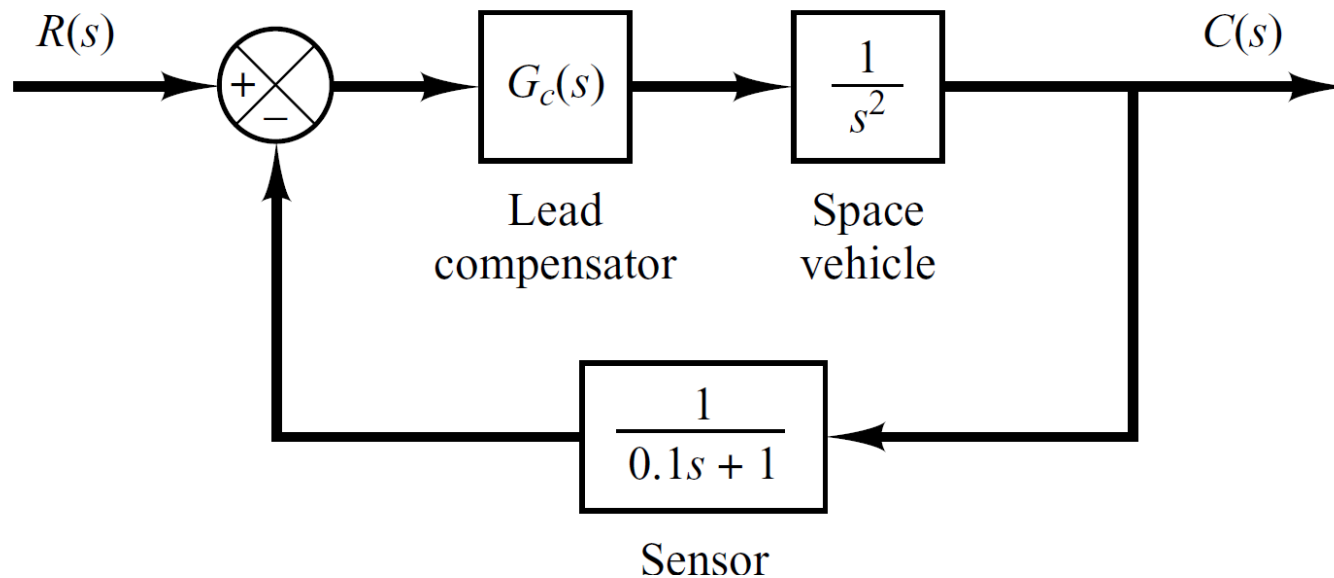 R(s)
C(s)
+
−
G_c(s)
1
s^2
Lead
compensator
Space
vehicle
1
0.1s + 1
Sensor